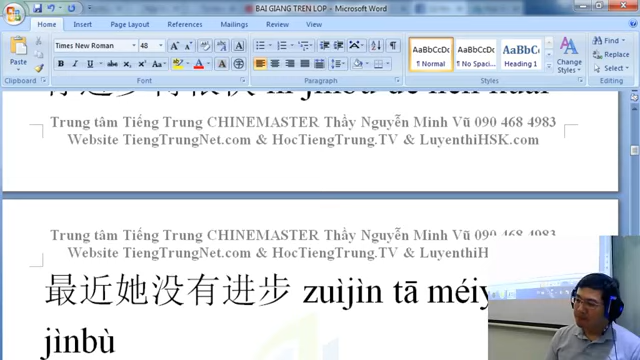 BAI GIANG TREN LOP - Microsoft Word
Home Insert Page Layout References Mailings Review View
Paste
Times New Roman 48
Clipboard Font Paragraph Styles Editing
AaBbCcDc AaBbCcDc AaBbC
¶ Normal ¶ No Spaci... Heading 1
Change Styles
Find
Replace
Select
Trung tâm Tiếng Trung CHINEMASTER Thầy Nguyễn Minh Vũ 090 468 4983
Website TiengTrungNet.com & HocTiengTrung.TV & LuyenthiHSK.com
Trung tâm Tiếng Trung CHINEMASTER Thầy Nguyễn Minh Vũ 090 468 4983
Website TiengTrungNet.com & HocTiengTrung.TV & LuyenthiH
最近她没有进步 zuìjìn tā méiy
jìnbù